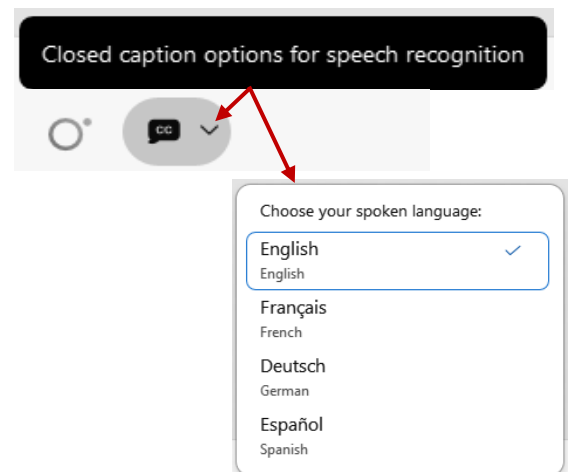 Closed caption options for speech recognition
CC
Choose your spoken language:
English
English
Français
French
Deutsch
German
Español
Spanish